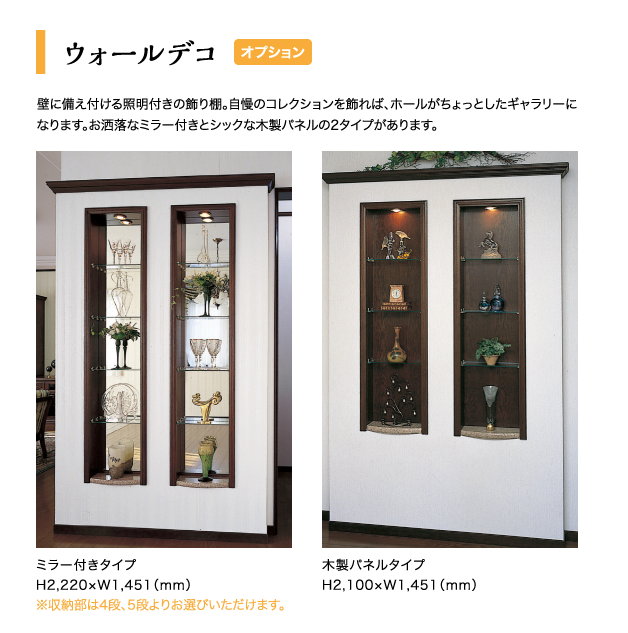 ウォールデコ オプション
壁に備え付ける照明付きの飾り棚。自慢のコレクションを飾れば、ホールがちょっとしたギャラリーに
なります。お洒落なミラー付きとシックな木製パネルの2タイプがあります。
ミラー付きタイプ
H2,220×W1,451（mm）
※収納部は4段、5段よりお選びいただけます。
木製パネルタイプ
H2,100×W1,451（mm）